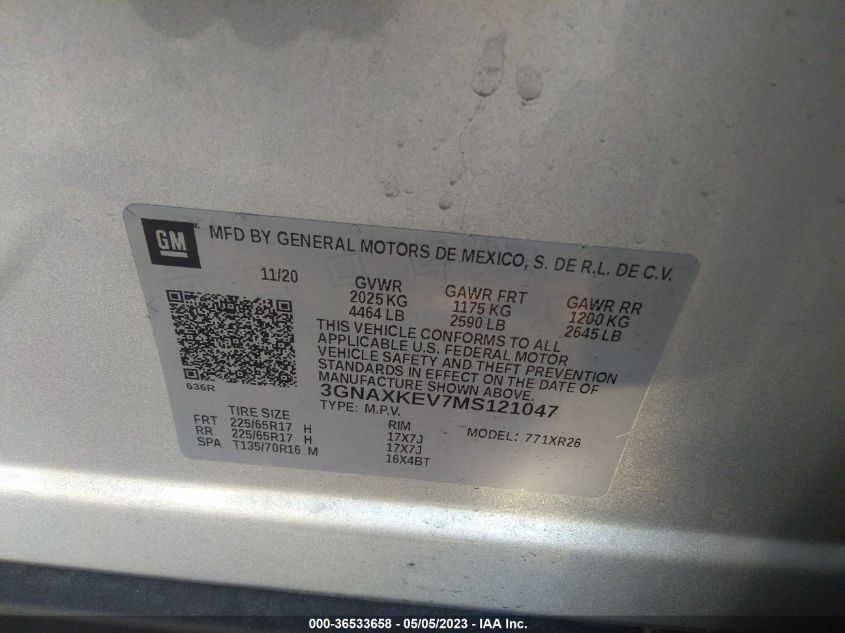 GM MFD BY GENERAL MOTORS DE MEXICO, S. DE R.L. DE C.V.
11/20 GVWR GAWR FRT GAWR RR
2025 KG 1175 KG 1200 KG
4464 LB 2590 LB 2645 LB
THIS VEHICLE CONFORMS TO ALL
APPLICABLE U.S. FEDERAL MOTOR
VEHICLE SAFETY AND THEFT PREVENTION
STANDARDS IN EFFECT ON THE DATE OF
MANUFACTURE SHOWN ABOVE.
636R
3GNAXKEV7MS121047
TYPE: M.P.V. MODEL: 771XR26
TIRE SIZE RIM
FRT 225/65R17 H 17X7J
RR 225/65R17 H 17X7J
SPA T135/70R16 M 16X4BT
000-36533658 - 05/05/2023 - IAA Inc.